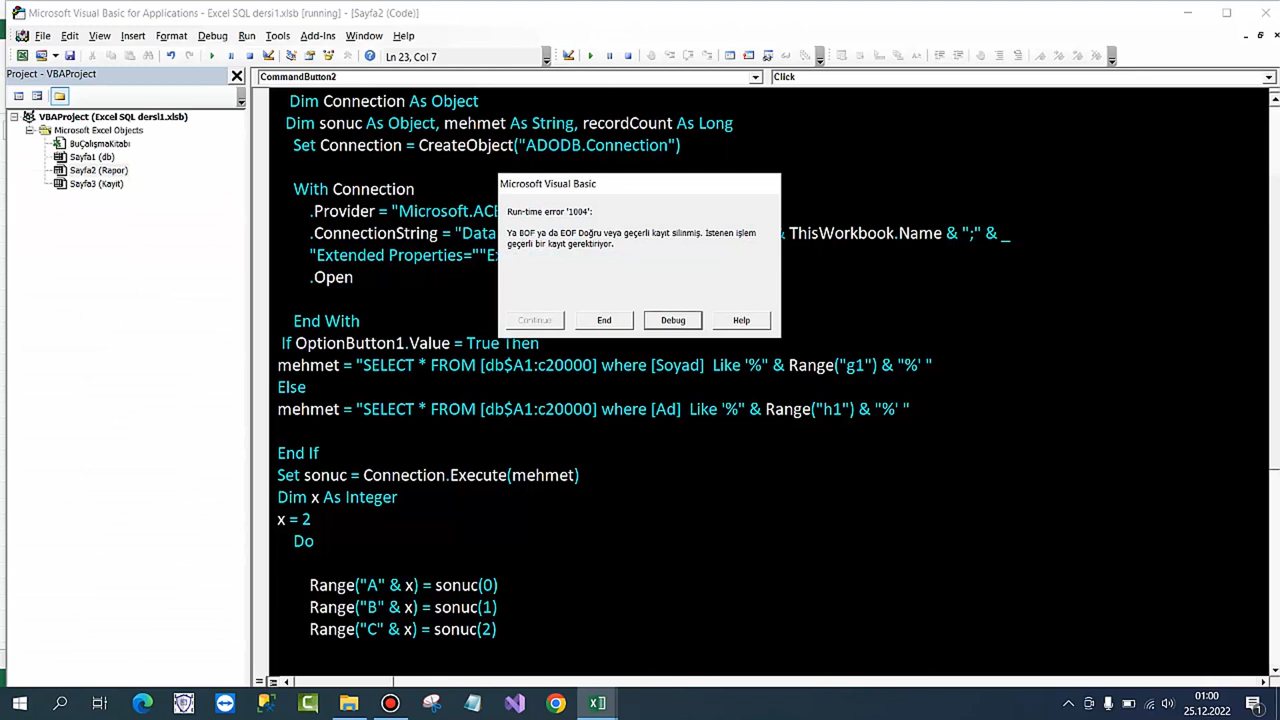 Microsoft Visual Basic for Applications - Excel SQL dersi1.xlsb [running] - [Sayfa2 (Code)]
File Edit View Insert Format Debug Run Tools Add-Ins Window Help
Ln 23, Col 7
Project - VBAProject
CommandButton2
Click
VBAProject (Excel SQL dersi1.xlsb)
Microsoft Excel Objects
BuÇalışmaKitabı
Sayfa1 (db)
Sayfa2 (Rapor)
Sayfa3 (Kayıt)
Dim Connection As Object
Dim sonuc As Object, mehmet As String, recordCount As Long
Set Connection = CreateObject("ADODB.Connection")
With Connection
.Provider = "Microsoft.ACE
.ConnectionString = "Data
& ThisWorkbook.Name & ";" & _
"Extended Properties=""Ex
.Open
End With
If OptionButton1.Value = True Then
mehmet = "SELECT * FROM [db$A1:c20000] where [Soyad]  Like '%" & Range("g1") & "%' "
Else
mehmet = "SELECT * FROM [db$A1:c20000] where [Ad]  Like '%" & Range("h1") & "%' "
End If
Set sonuc = Connection.Execute(mehmet)
Dim x As Integer
x = 2
Do
Range("A" & x) = sonuc(0)
Range("B" & x) = sonuc(1)
Range("C" & x) = sonuc(2)
Microsoft Visual Basic
Run-time error '1004':
Ya BOF ya da EOF Doğru veya geçerli kayıt silinmiş. Istenen işlem
geçerli bir kayıt gerektiriyor.
Continue
End
Debug
Help
01:00
25.12.2022